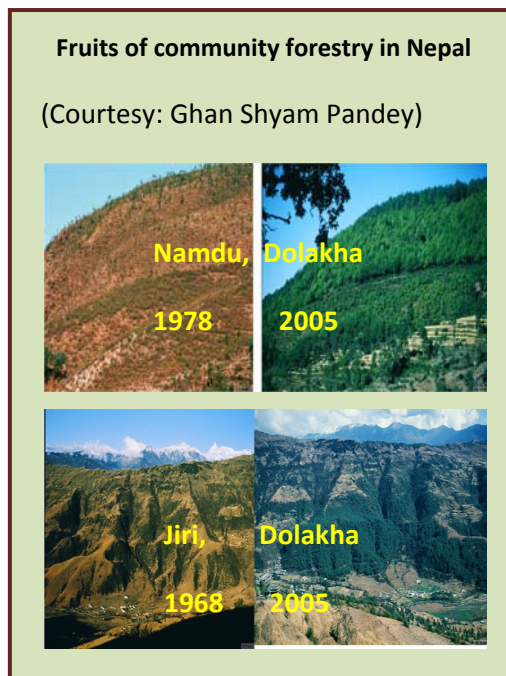 Fruits of community forestry in Nepal
(Courtesy: Ghan Shyam Pandey)
Namdu, Dolakha
1978 2005
Jiri, Dolakha
1968 2005